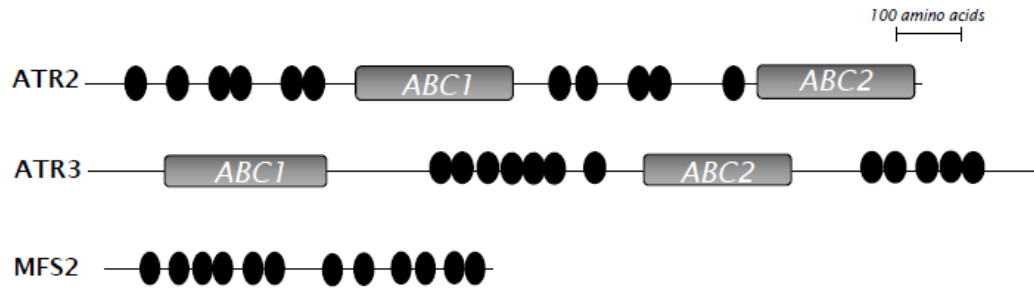 100 amino acids
ATR2 ABC1 ABC2
ATR3 ABC1 ABC2
MFS2